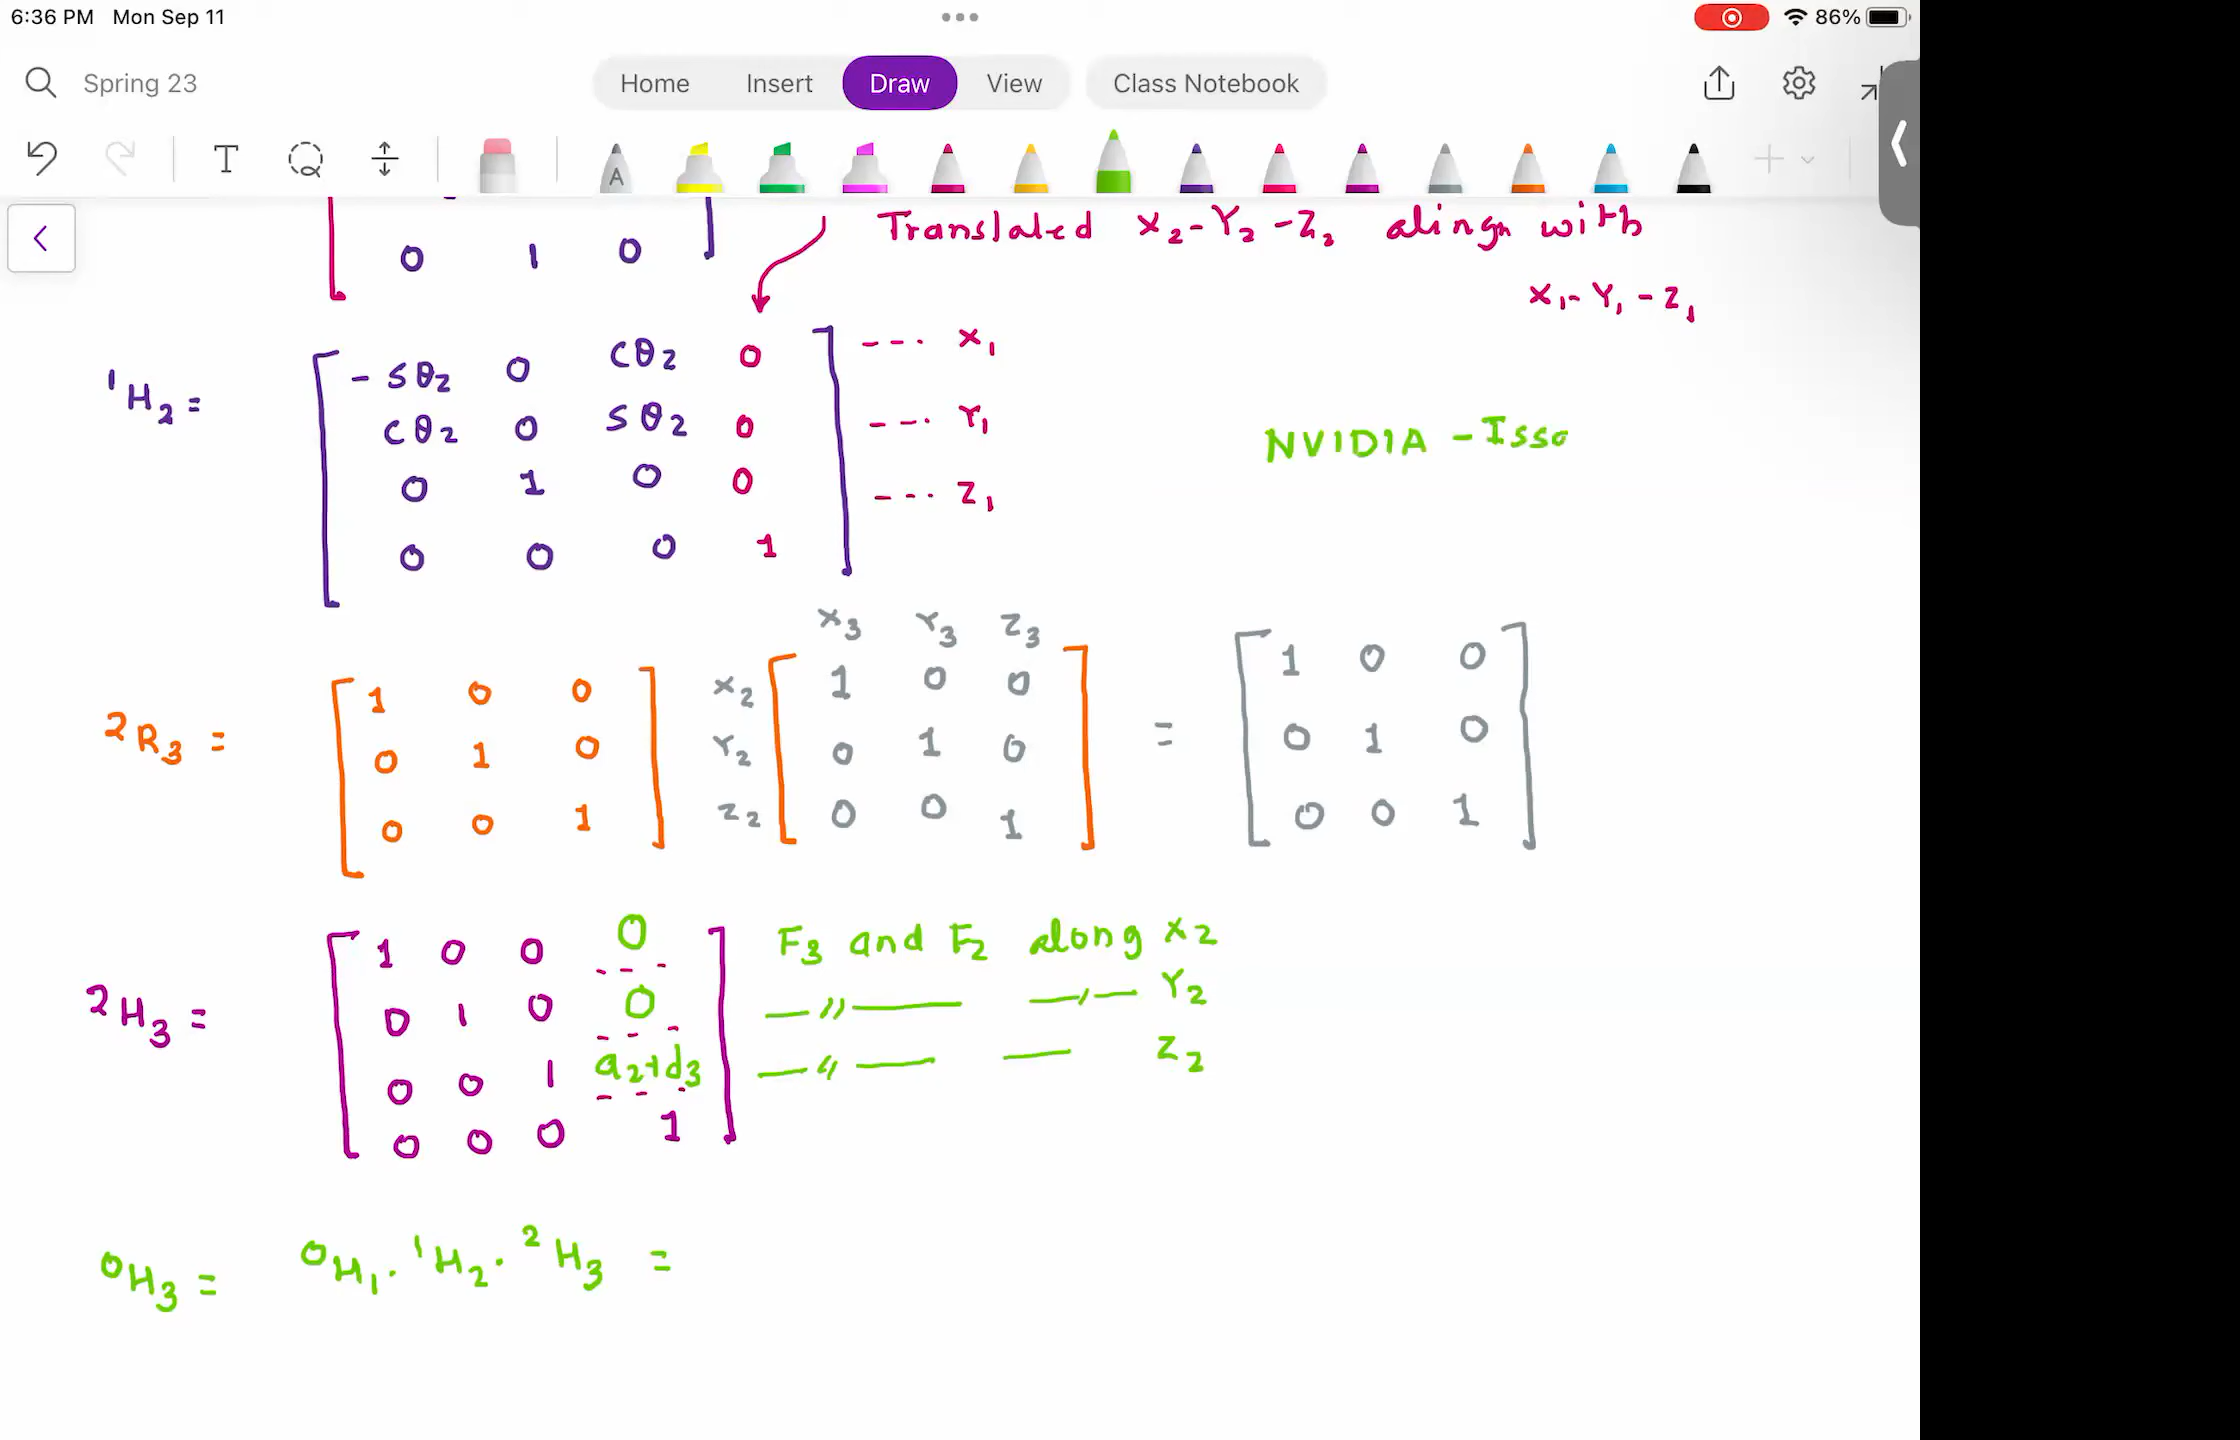 6:36 PM Mon Sep 11
86%
Spring 23
Home Insert Draw View Class Notebook
T
A
Translated X₂-Y₂-Z₂ alingn with
X₁-Y₁-Z₁
0 1 0
¹H₂ =
-Sθ₂ 0 Cθ₂ 0 --- X₁
Cθ₂ 0 Sθ₂ 0 --- Y₁
0 1 0 0 --- Z₁
0 0 0 1
NVIDIA - Isso
X₃ Y₃ Z₃
²R₃ =
1 0 0 X₂ 1 0 0 = 1 0 0
0 1 0 Y₂ 0 1 0 0 1 0
0 0 1 Z₂ 0 0 1 0 0 1
²H₃ =
1 0 0 0 F₃ and F₂ along X₂
0 1 0 0 —〃— — Y₂
0 0 1 a₂+d₃ —〃— — Z₂
0 0 0 1
⁰H₃ = ⁰H₁ . ¹H₂ . ²H₃ =